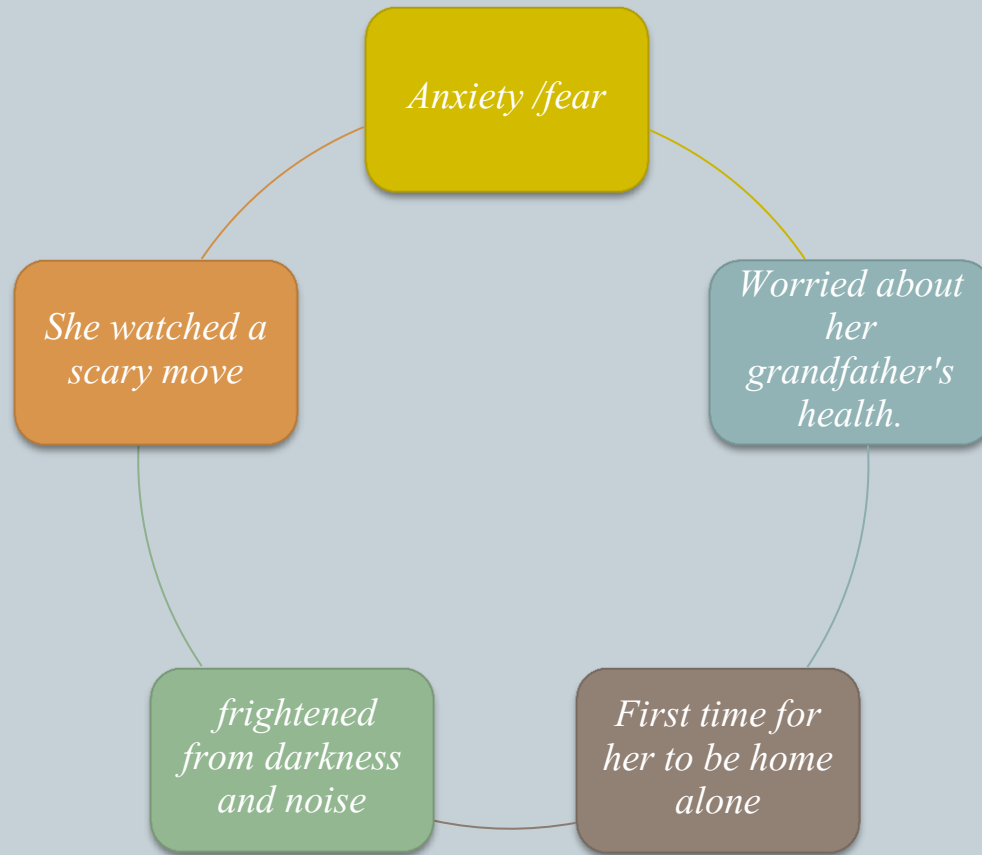 Anxiety /fear
Worried about
her
grandfather's
health.
First time for
her to be home
alone
frightened
from darkness
and noise
She watched a
scary move